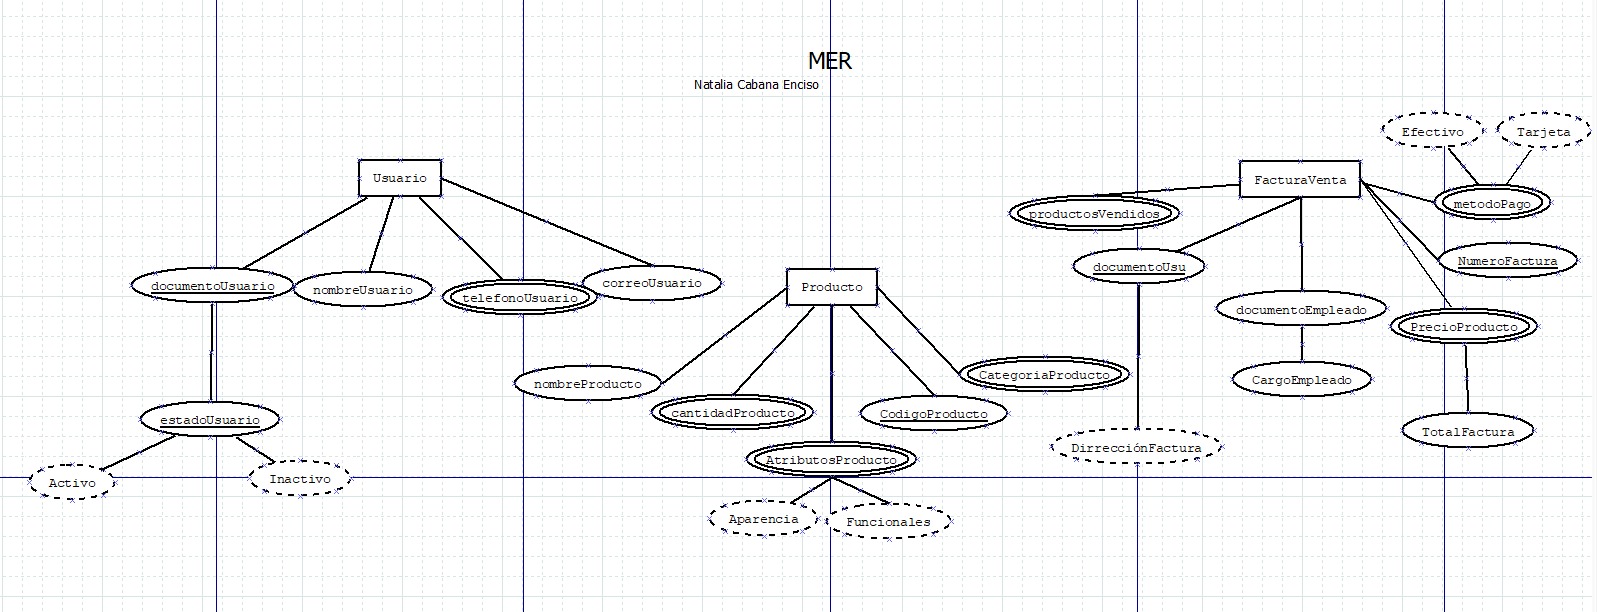 MER
Natalia Cabana Enciso
Efectivo
Tarjeta
Usuario
FacturaVenta
metodoPago
productosVendidos
documentoUsuario
nombreUsuario
telefonoUsuario
correoUsuario
Producto
documentoUsu
NumeroFactura
documentoEmpleado
PrecioProducto
nombreProducto
cantidadProducto
CodigoProducto
CategoriaProducto
CargoEmpleado
estadoUsuario
TotalFactura
AtributosProducto
DirrecciónFactura
Activo
Inactivo
Aparencia
Funcionales